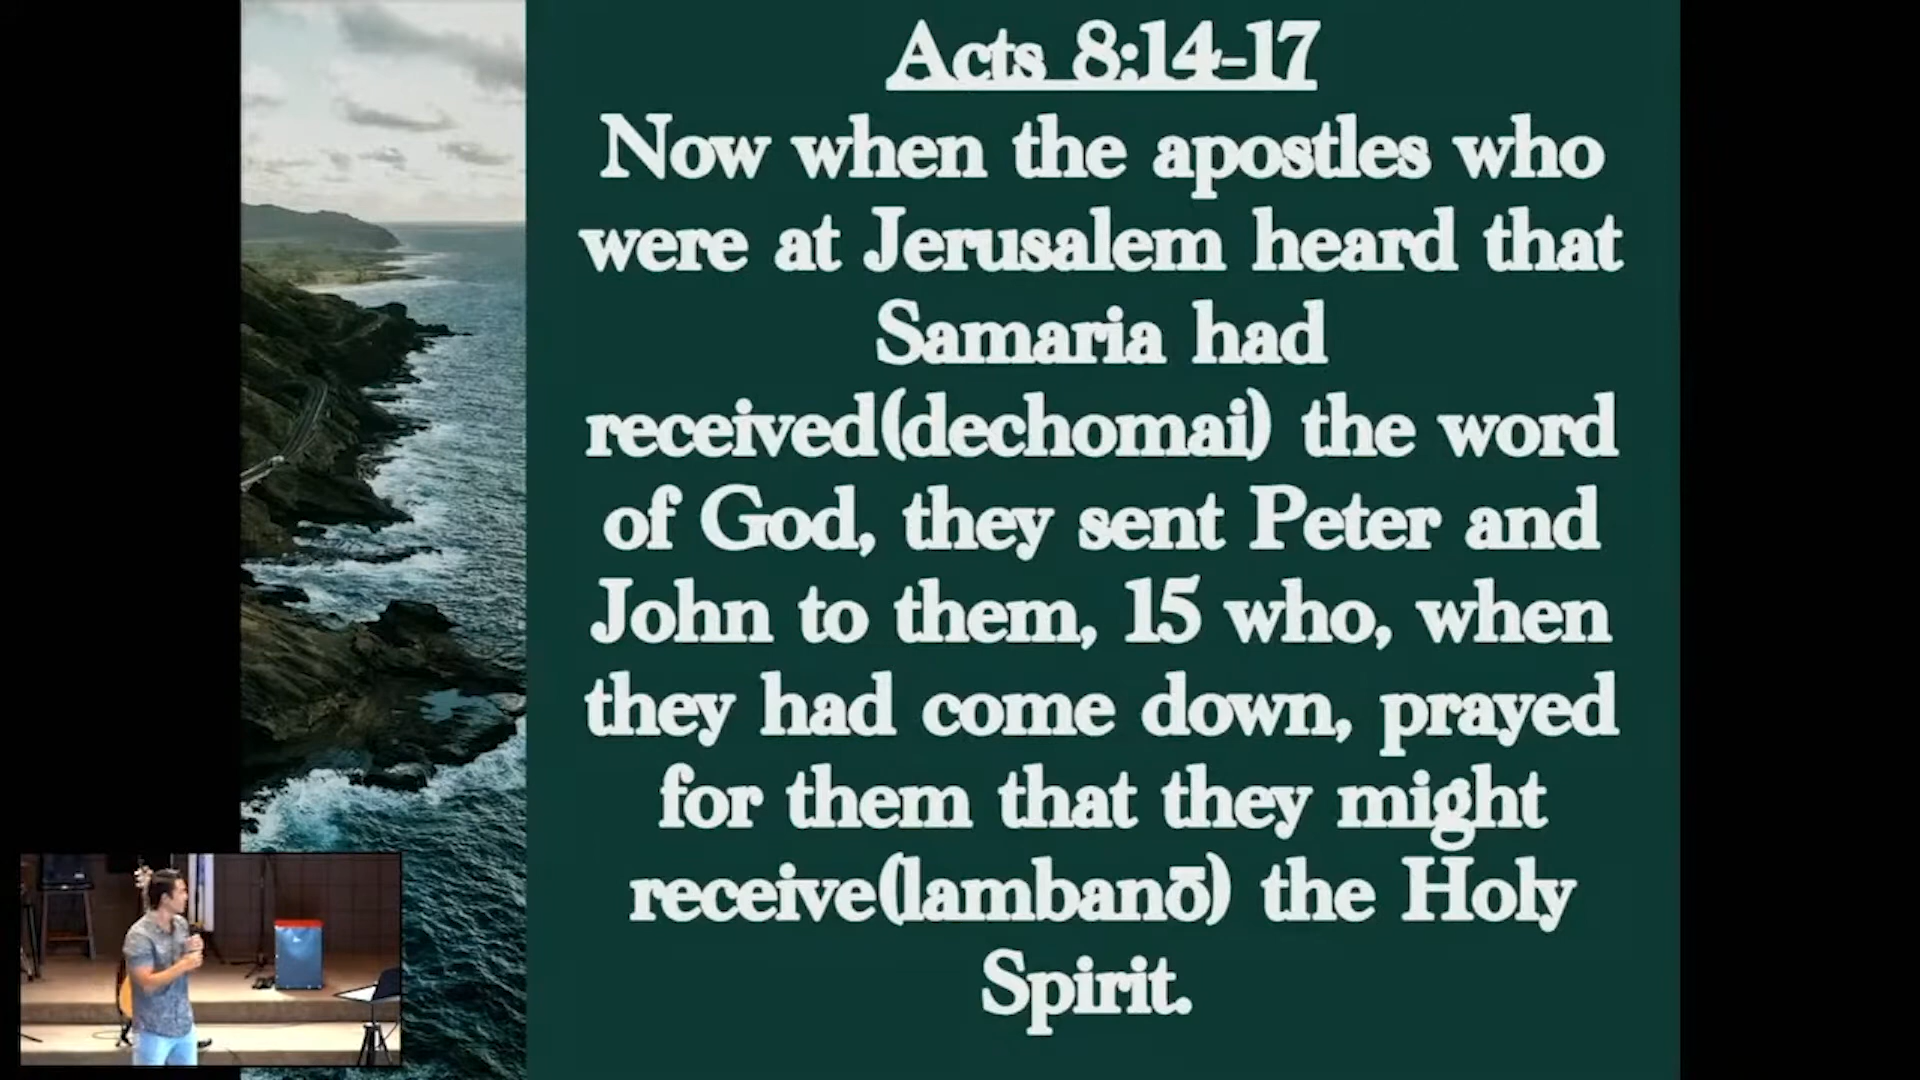 Acts 8:14-17
Now when the apostles who
were at Jerusalem heard that
Samaria had
received(dechomai) the word
of God, they sent Peter and
John to them, 15 who, when
they had come down, prayed
for them that they might
receive(lambanō) the Holy
Spirit.